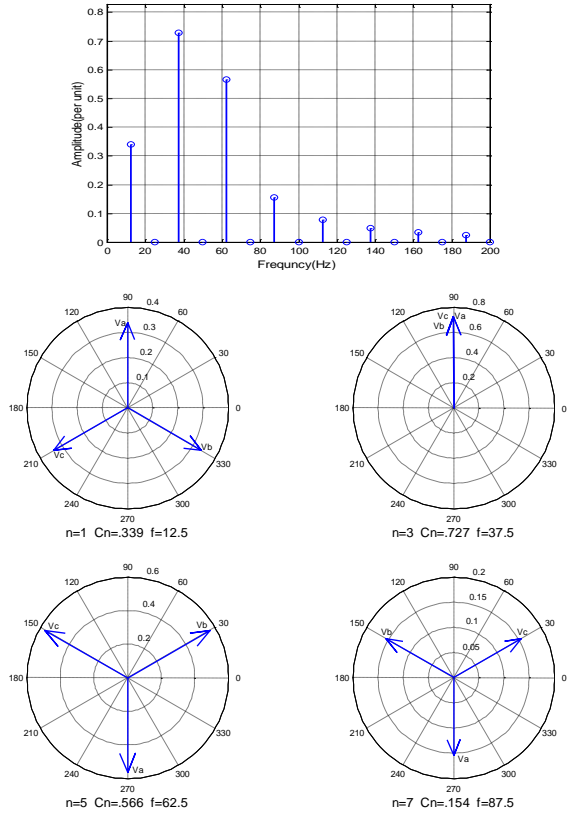 0.8
0.7
0.6
0.5
0.4
0.3
0.2
0.1
0
Amplitude(per unit)
0 20 40 60 80 100 120 140 160 180 200
Frequncy(Hz)
90 0.4
120 60
Va 0.3
0.2
150 30
0.1
180 0
Vc Vb
210 330
240 300
270
n=1 Cn=.339 f=12.5
90 0.8
120 Vc Va 60
Vb 0.6
0.4
150 30
0.2
180 0
210 330
240 300
270
n=3 Cn=.727 f=37.5
90 0.6
120 60
0.4
150 Vc Vb 30
0.2
180 0
210 330
240 Va 300
270
n=5 Cn=.566 f=62.5
90 0.2
120 60
0.15
0.1
150 Vb Vc 30
0.05
180 0
210 330
Va
240 300
270
n=7 Cn=.154 f=87.5